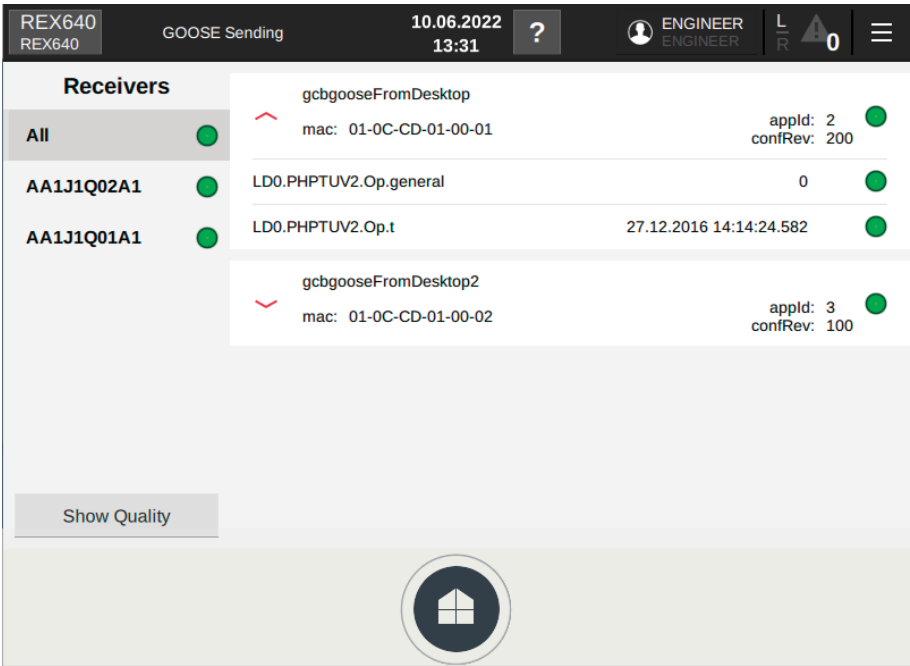 REX640
REX640
GOOSE Sending
10.06.2022
13:31
?
ENGINEER
ENGINEER
L
R
0
Receivers
All
AA1J1Q02A1
AA1J1Q01A1
Show Quality
gcbgooseFromDesktop
mac: 01-0C-CD-01-00-01
appId: 2
confRev: 200
LD0.PHPTUV2.Op.general 0
LD0.PHPTUV2.Op.t 27.12.2016 14:14:24.582
gcbgooseFromDesktop2
mac: 01-0C-CD-01-00-02
appId: 3
confRev: 100